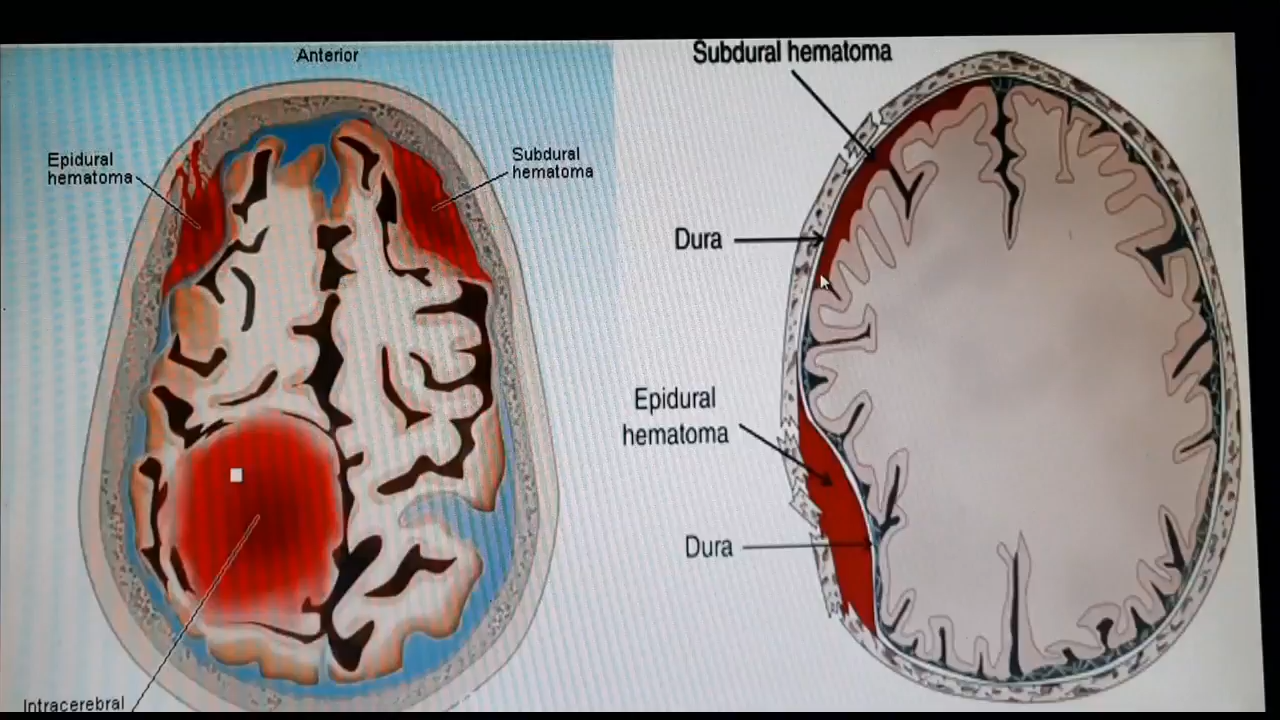 Anterior
Epidural
hematoma
Subdural
hematoma
Intracerebral
Subdural hematoma
Dura
Epidural
hematoma
Dura